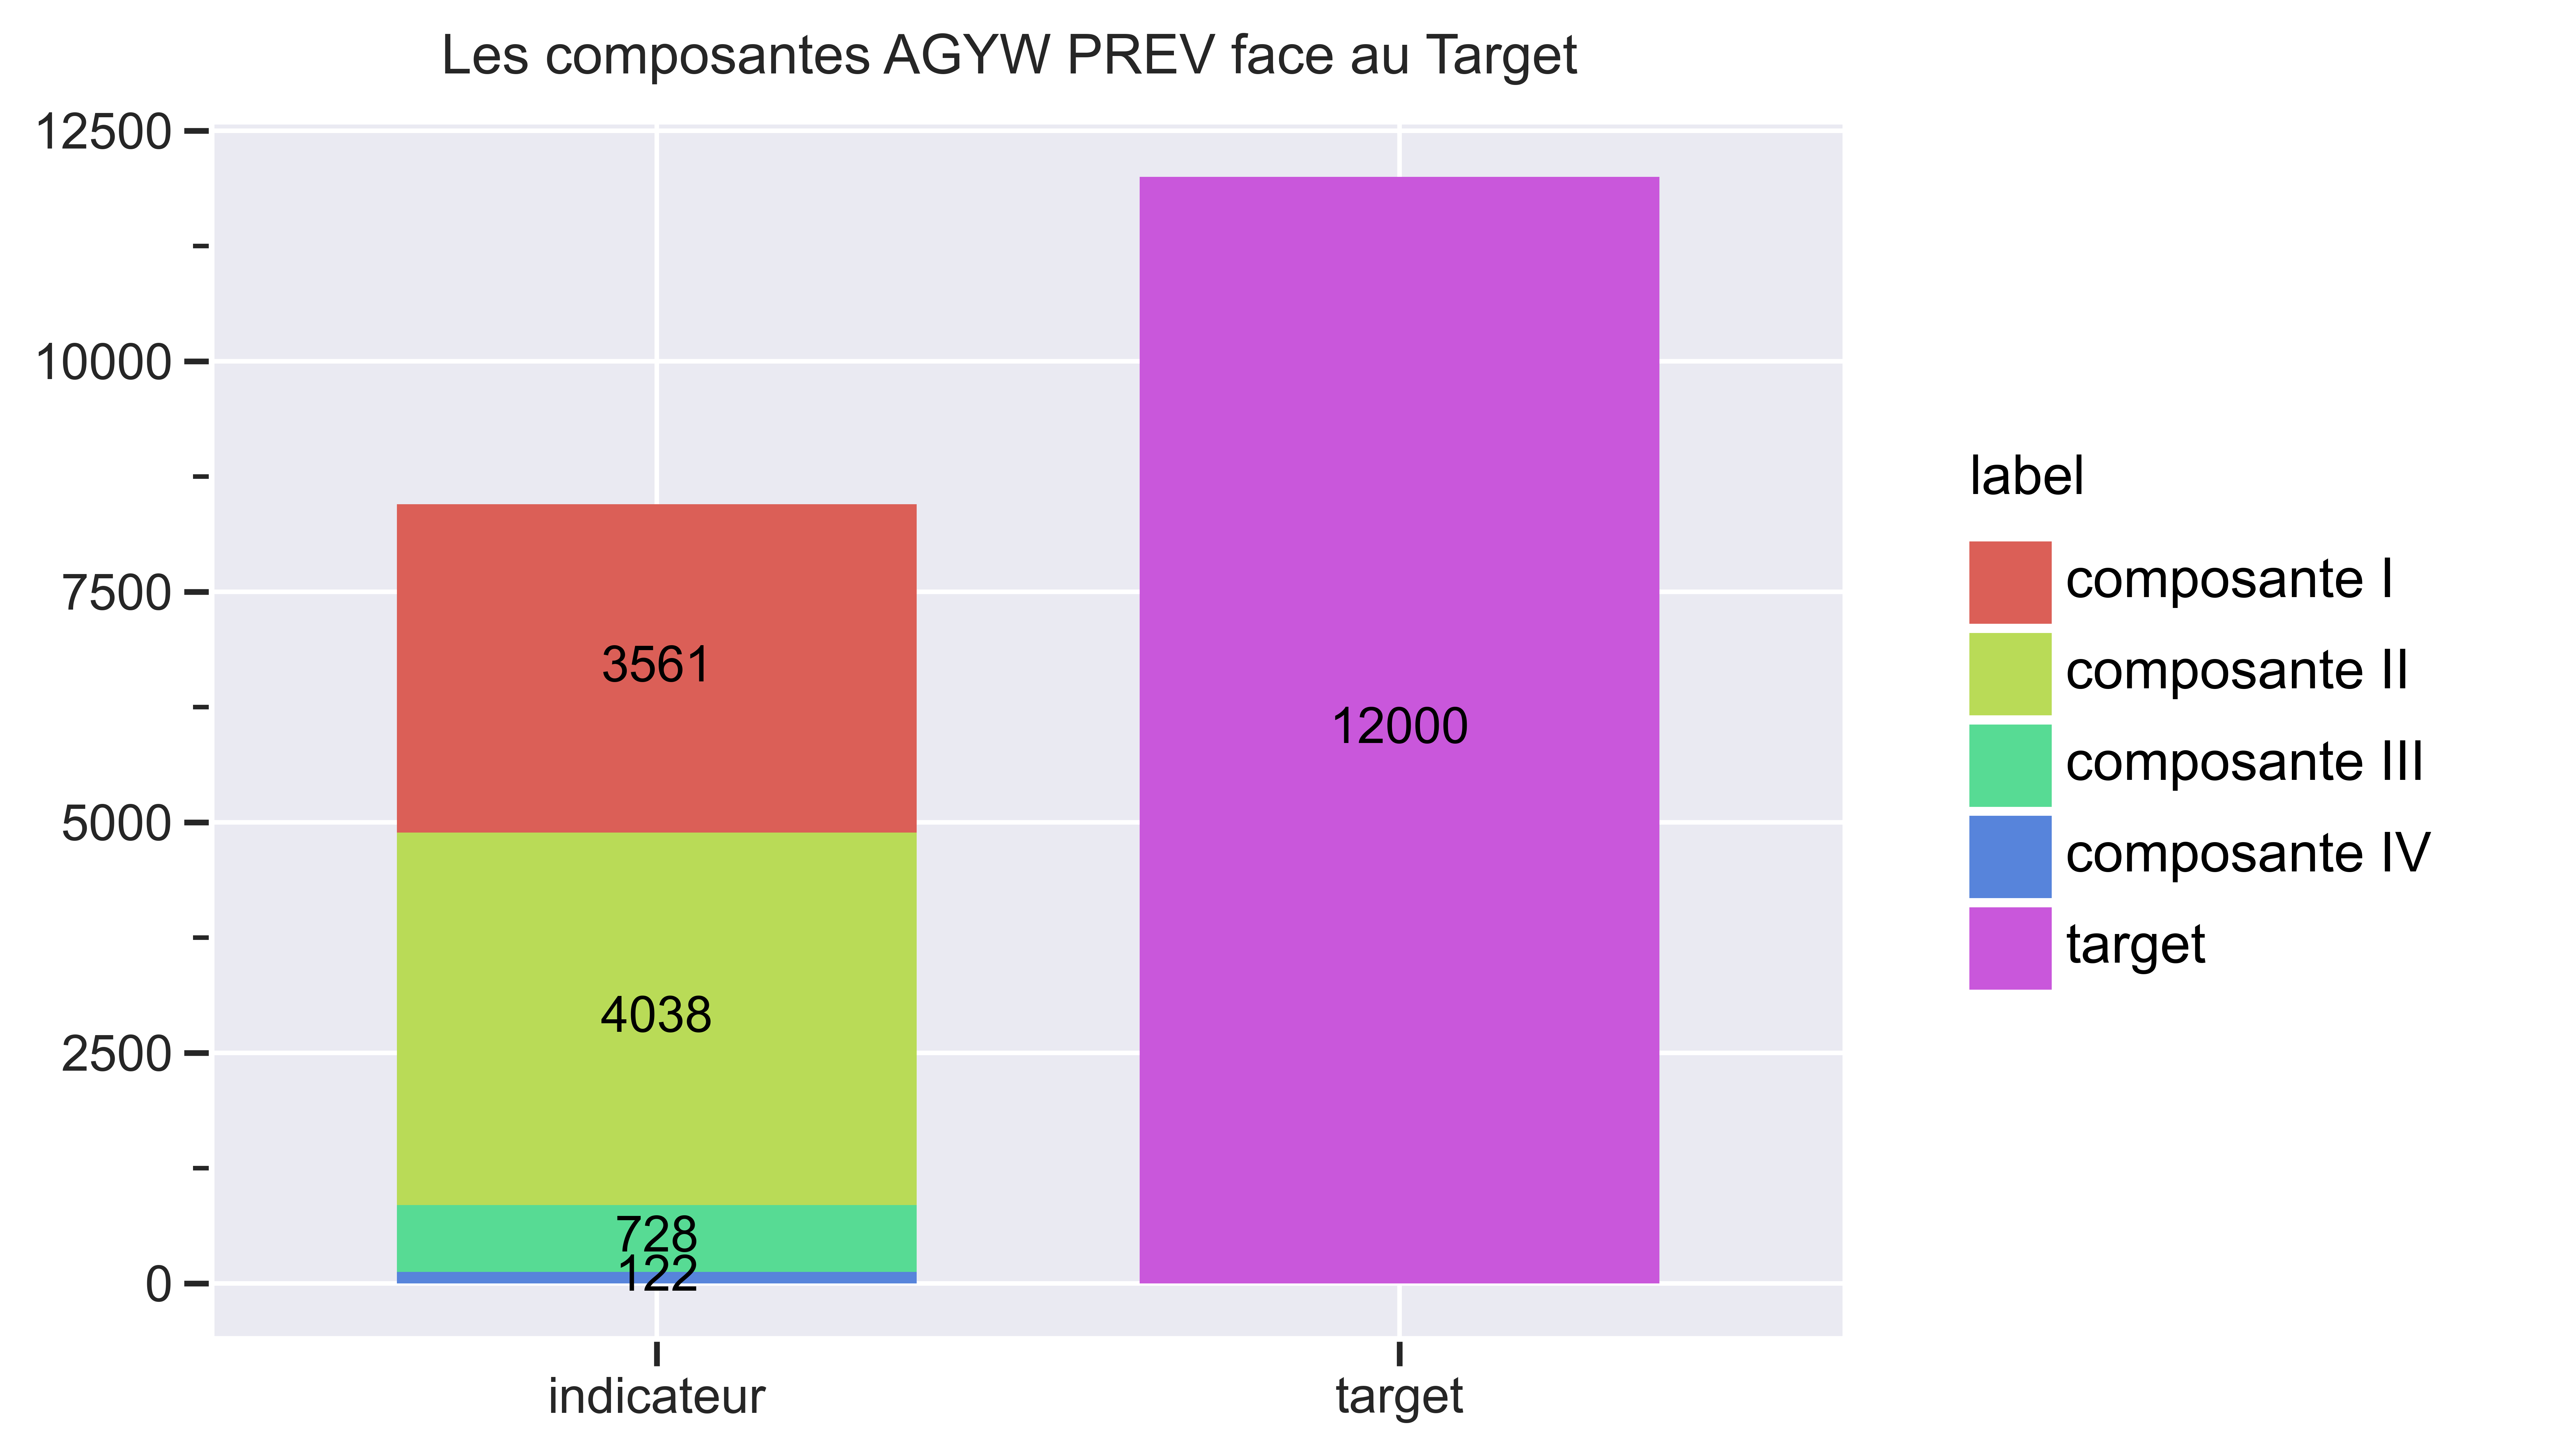 Les composantes AGYW PREV face au Target
12500
10000
7500
5000
2500
0
3561
4038
728
122
12000
indicateur
target
label
composante I
composante II
composante III
composante IV
target